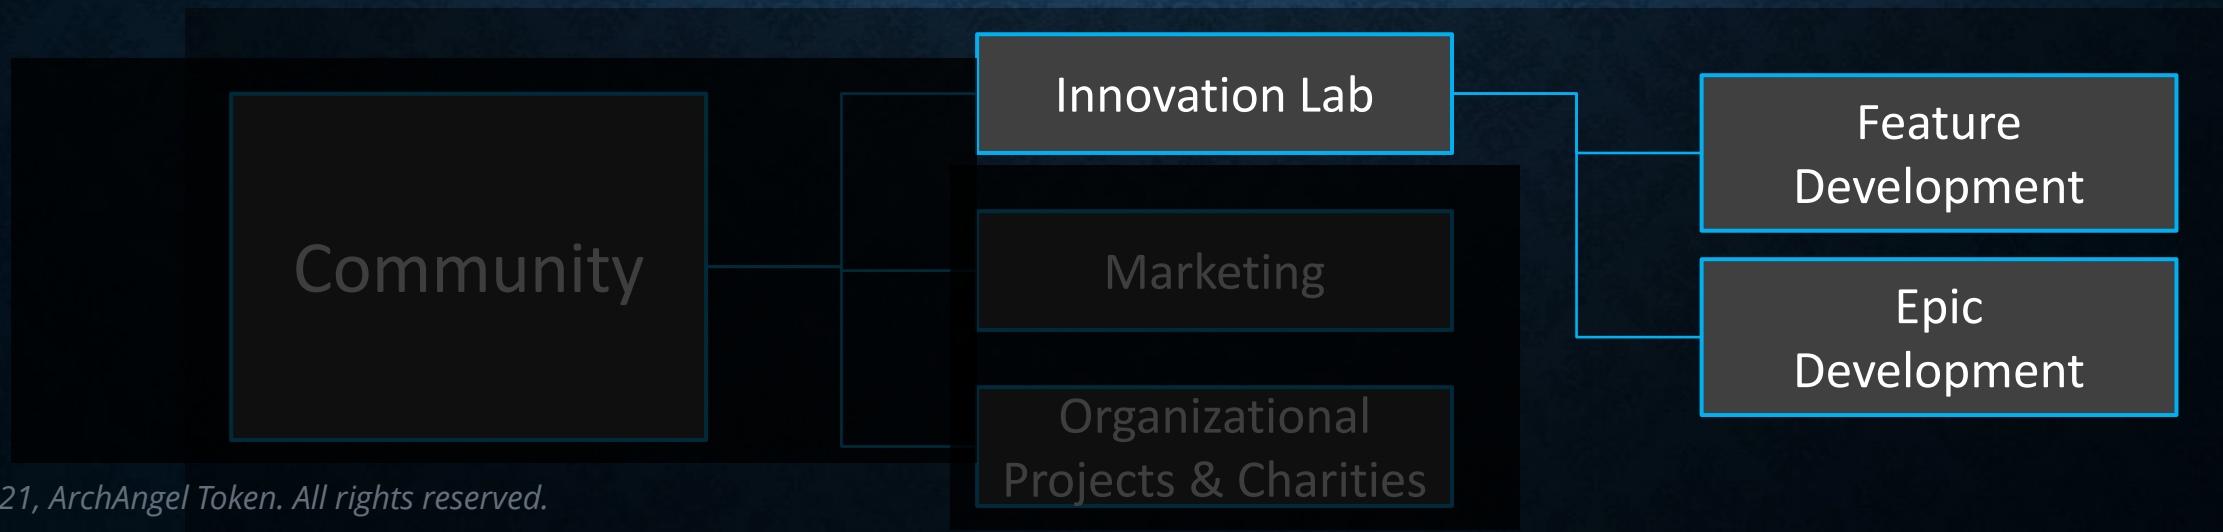 Innovation Lab
Feature
Development
Community
Marketing
Epic
Development
Organizational
Projects & Charities
21, ArchAngel Token. All rights reserved.